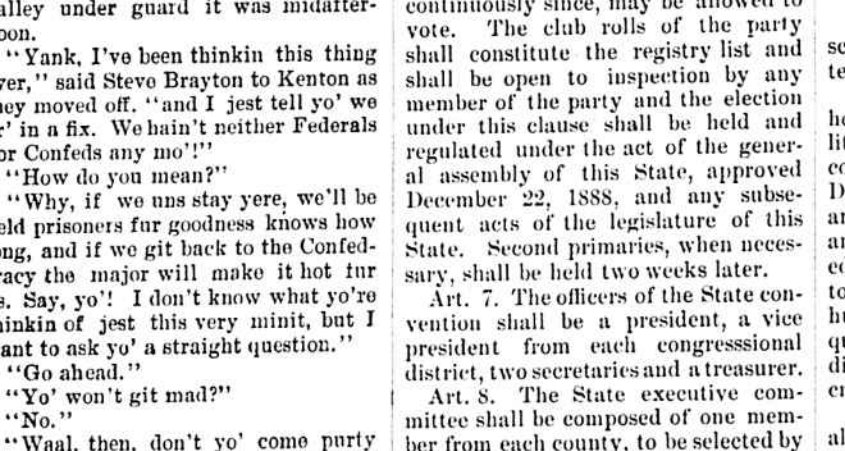 alley under guard it was midafter-
oon.
"Yank, I've been thinkin this thing
ver," said Steve Brayton to Kenton as
ney moved off. "and I jest tell yo' we
r' in a fix. We hain't neither Federals
or Confeds any mo'!"
"How do you mean?"
"Why, if we uns stay yere, we'll be
eld prisoners fur goodness knows how
ong, and if we git back to the Confed-
racy the major will make it hot fur
s. Say, yo'! I don't know what yo're
hinkin of jest this very minit, but I
ant to ask yo' a straight question."
"Go ahead."
"Yo' won't git mad?"
"No."
"Waal, then, don't yo' come purty
continuously since, may be allowed to
vote. The club rolls of the party
shall constitute the registry list and
shall be open to inspection by any
member of the party and the election
under this clause shall be held and
regulated under the act of the gener-
al assembly of this State, approved
December 22, 1888, and any subse-
quent acts of the legislature of this
State. Second primaries, when neces-
sary, shall be held two weeks later.
Art. 7. The officers of the State con-
vention shall be a president, a vice
president from each congresssional
district, two secretaries and a treasurer.
Art. 8. The State executive com-
mittee shall be composed of one mem-
ber from each county, to be selected by